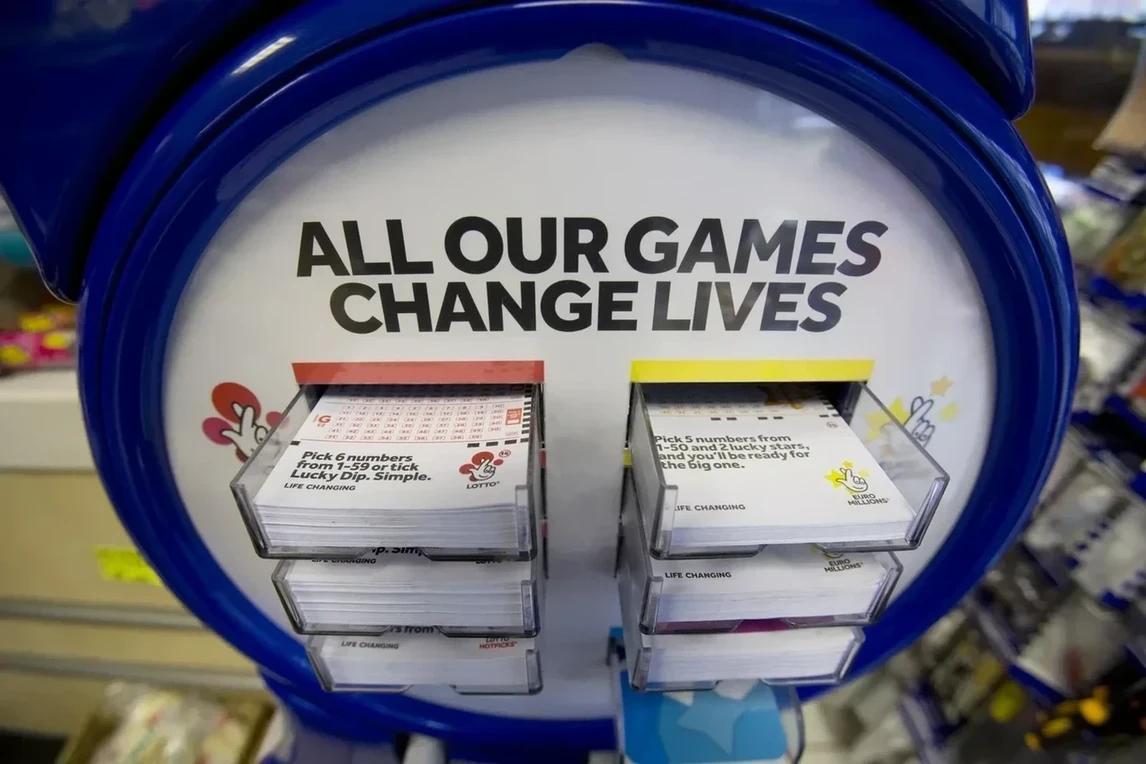 ALL OUR GAMES
CHANGE LIVES
Pick 6 numbers
from 1-59 or tick
Lucky Dip. Simple.
LIFE CHANGING
LOTTO
Pick 5 numbers from
1-50 and 2 lucky stars,
and you'll be ready for
the big one.
LIFE CHANGING
EURO
MILLIONS
LIFE CHANGING
EURO
MILLIONS
LIFE CHANGING
LOTTO
HOTPICKS